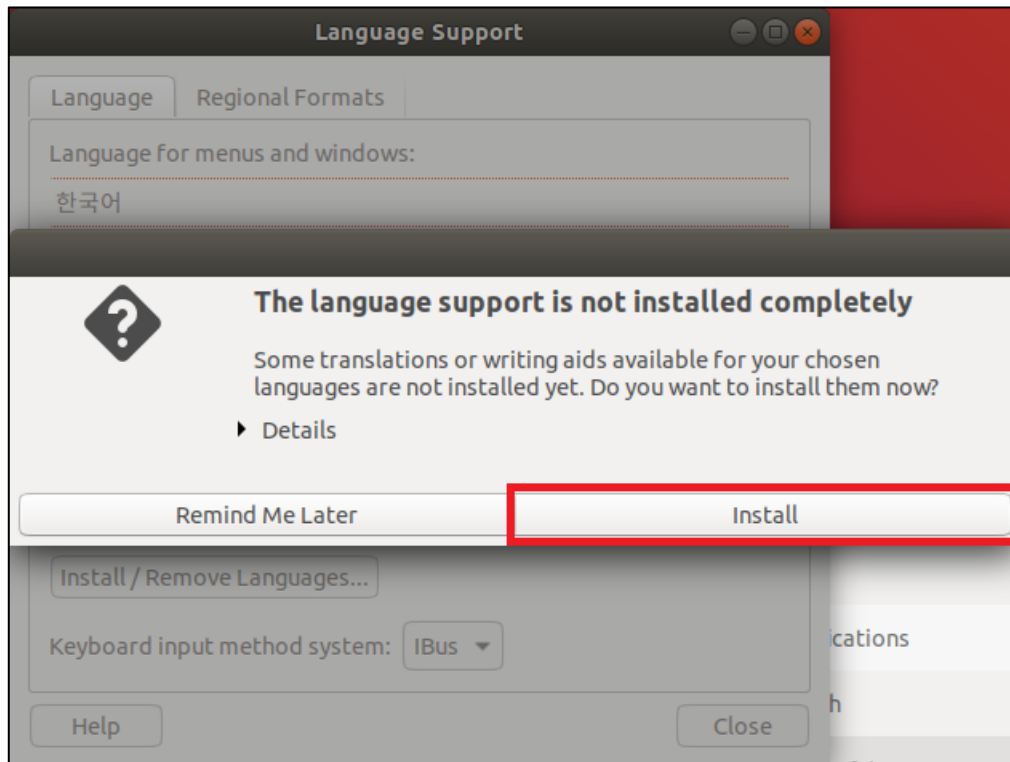 Language Support
Language
Regional Formats
Language for menus and windows:
한국어
The language support is not installed completely
Some translations or writing aids available for your chosen
languages are not installed yet. Do you want to install them now?
Details
Remind Me Later
Install
Install / Remove Languages...
Keyboard input method system:
IBus
ications
h
Help
Close